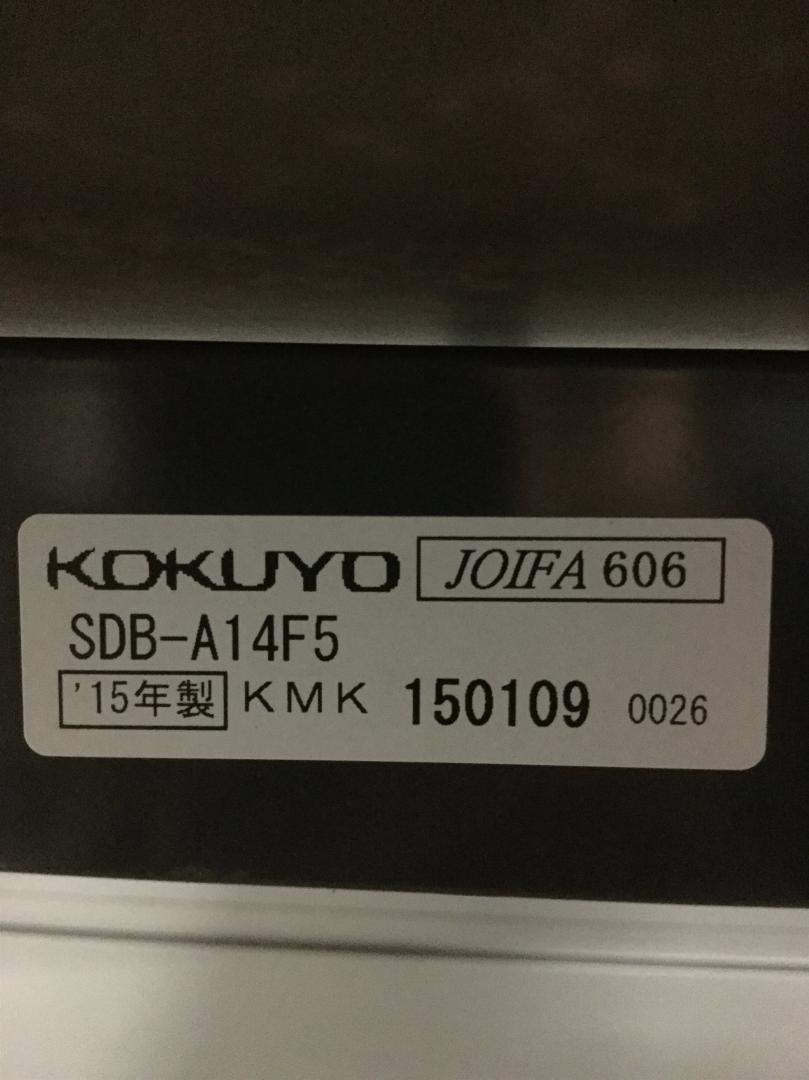 KOKUYO JOIFA 606
SDB-A14F5
'15年製 KMK 150109 0026